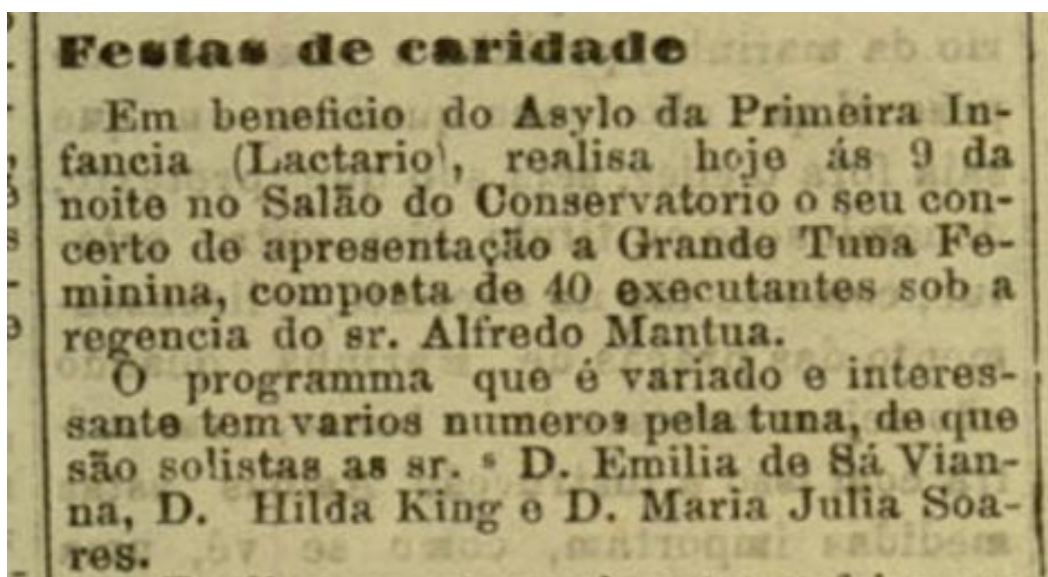 Festas de caridade
Em beneficio do Asylo da Primeira In-
fancia (Lactario), realisa hoje ás 9 da
noite no Salão do Conservatorio o seu con-
certo de apresentação a Grande Tuna Fe-
minina, composta de 40 executantes sob a
regencia do sr. Alfredo Mantua.
O programma que é variado e interes-
sante tem varios numeros pela tuna, de que
são solistas as sr. s D. Emilia de Sá Vian-
na, D. Hilda King e D. Maria Julia Soa-
res.